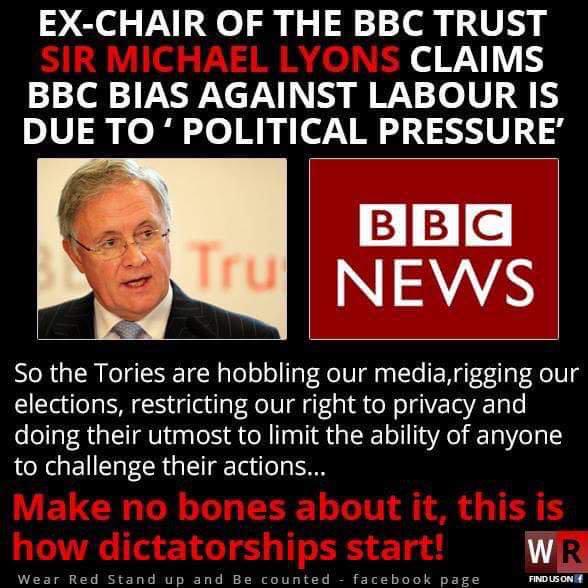 EX-CHAIR OF THE BBC TRUST
SIR MICHAEL LYONS CLAIMS
BBC BIAS AGAINST LABOUR IS
DUE TO ‘ POLITICAL PRESSURE’
Tru
BBC
NEWS
So the Tories are hobbling our media,rigging our
elections, restricting our right to privacy and
doing their utmost to limit the ability of anyone
to challenge their actions...
Make no bones about it, this is
how dictatorships start!
WR
FIND US ON f
Wear Red Stand up and Be counted - facebook page